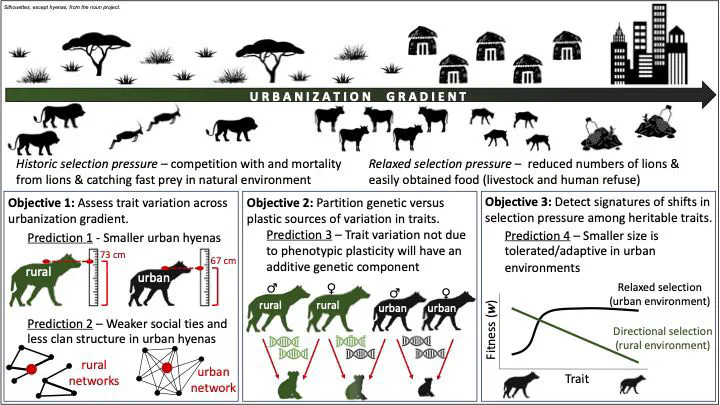 Silhouettes, except hyenas, from the noun project.
URBANIZATION GRADIENT
Historic selection pressure – competition with and mortality
from lions & catching fast prey in natural environment
Relaxed selection pressure – reduced numbers of lions &
easily obtained food (livestock and human refuse)
Objective 1: Assess trait variation across
urbanization gradient.
Prediction 1 - Smaller urban hyenas
rural
73 cm
urban
67 cm
Prediction 2 – Weaker social ties and
less clan structure in urban hyenas
rural
networks
urban
network
Objective 2: Partition genetic versus
plastic sources of variation in traits.
Prediction 3 – Trait variation not due
to phenotypic plasticity will have an
additive genetic component
♂
♀
♂
♀
rural
rural
urban
urban
Objective 3: Detect signatures of shifts in
selection pressure among heritable traits.
Prediction 4 – Smaller size is
tolerated/adaptive in urban
environments
Relaxed selection
(urban environment)
Directional selection
(rural environment)
Fitness (w)
Trait